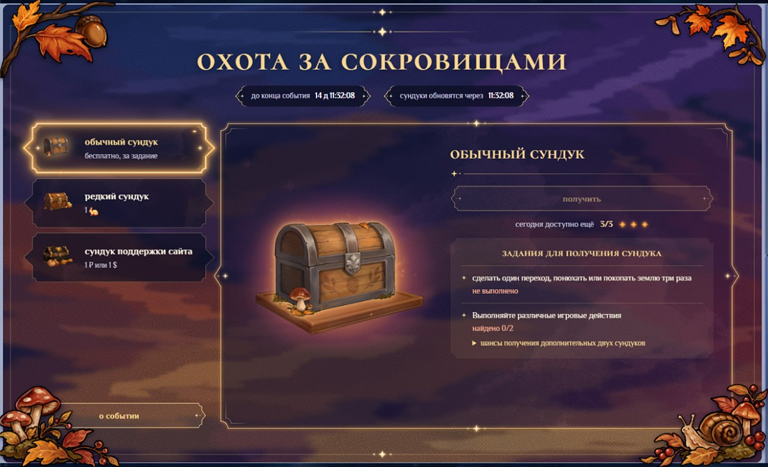 ОХОТА ЗА СОКРОВИЩАМИ
до конца события 14 д 11:32:08
сундуки обновятся через 11:32:08
обычный сундук
бесплатно, за задание
редкий сундук
1
сундук поддержки сайта
1 ₽ или 1 $
о событии
ОБЫЧНЫЙ СУНДУК
получить
сегодня доступно ещё 3/3
ЗАДАНИЯ ДЛЯ ПОЛУЧЕНИЯ СУНДУКА
сделать один переход, понюхать или покопать землю три раза
не выполнено
Выполняйте различные игровые действия
найдено 0/2
▸ шансы получения дополнительных двух сундуков